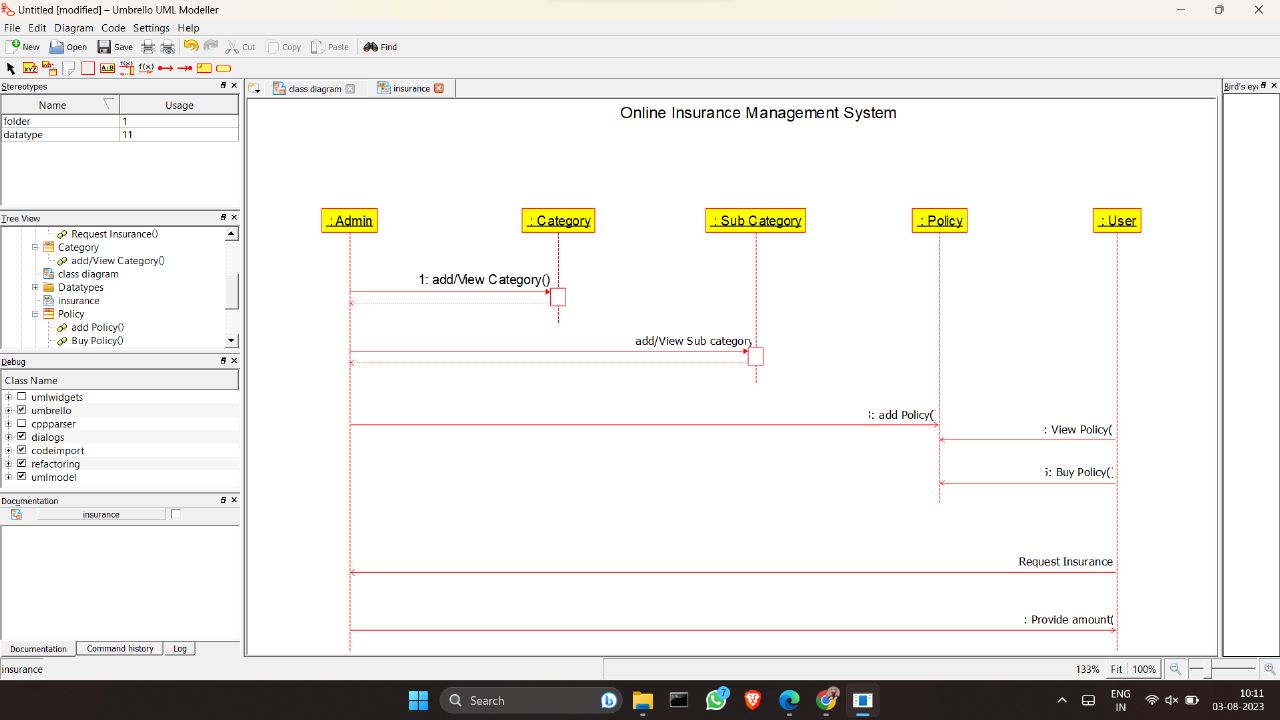 Untitled [modified] – Umbrello UML Modeller
File Edit Diagram Code Settings Help
New Open Save Cut Copy Paste Find
Stereotypes
Name Usage
folder 1
datatype 11
Tree View
Request Insurance()
Category
add/View Category()
class diagram
Datatypes
insurance
Policy
add Policy()
Buy Policy()
Debug
Class Name
umlwidgets
umbrello
cppparser
dialogs
codeimport
refactoring
umlmodel
Documentation
insurance
Documentation Command history Log
insurance
class diagram insurance
Bird's eye
Online Insurance Management System
: Admin : Category : Sub Category : Policy : User
1: add/View Category()
add/View Sub category
: add Policy(
: View Policy(
5: Buy Policy(
Request Insurance
: Provide amount(
133% Fit 100%
Search
7
ENG
IN
10:11
03-08-2023